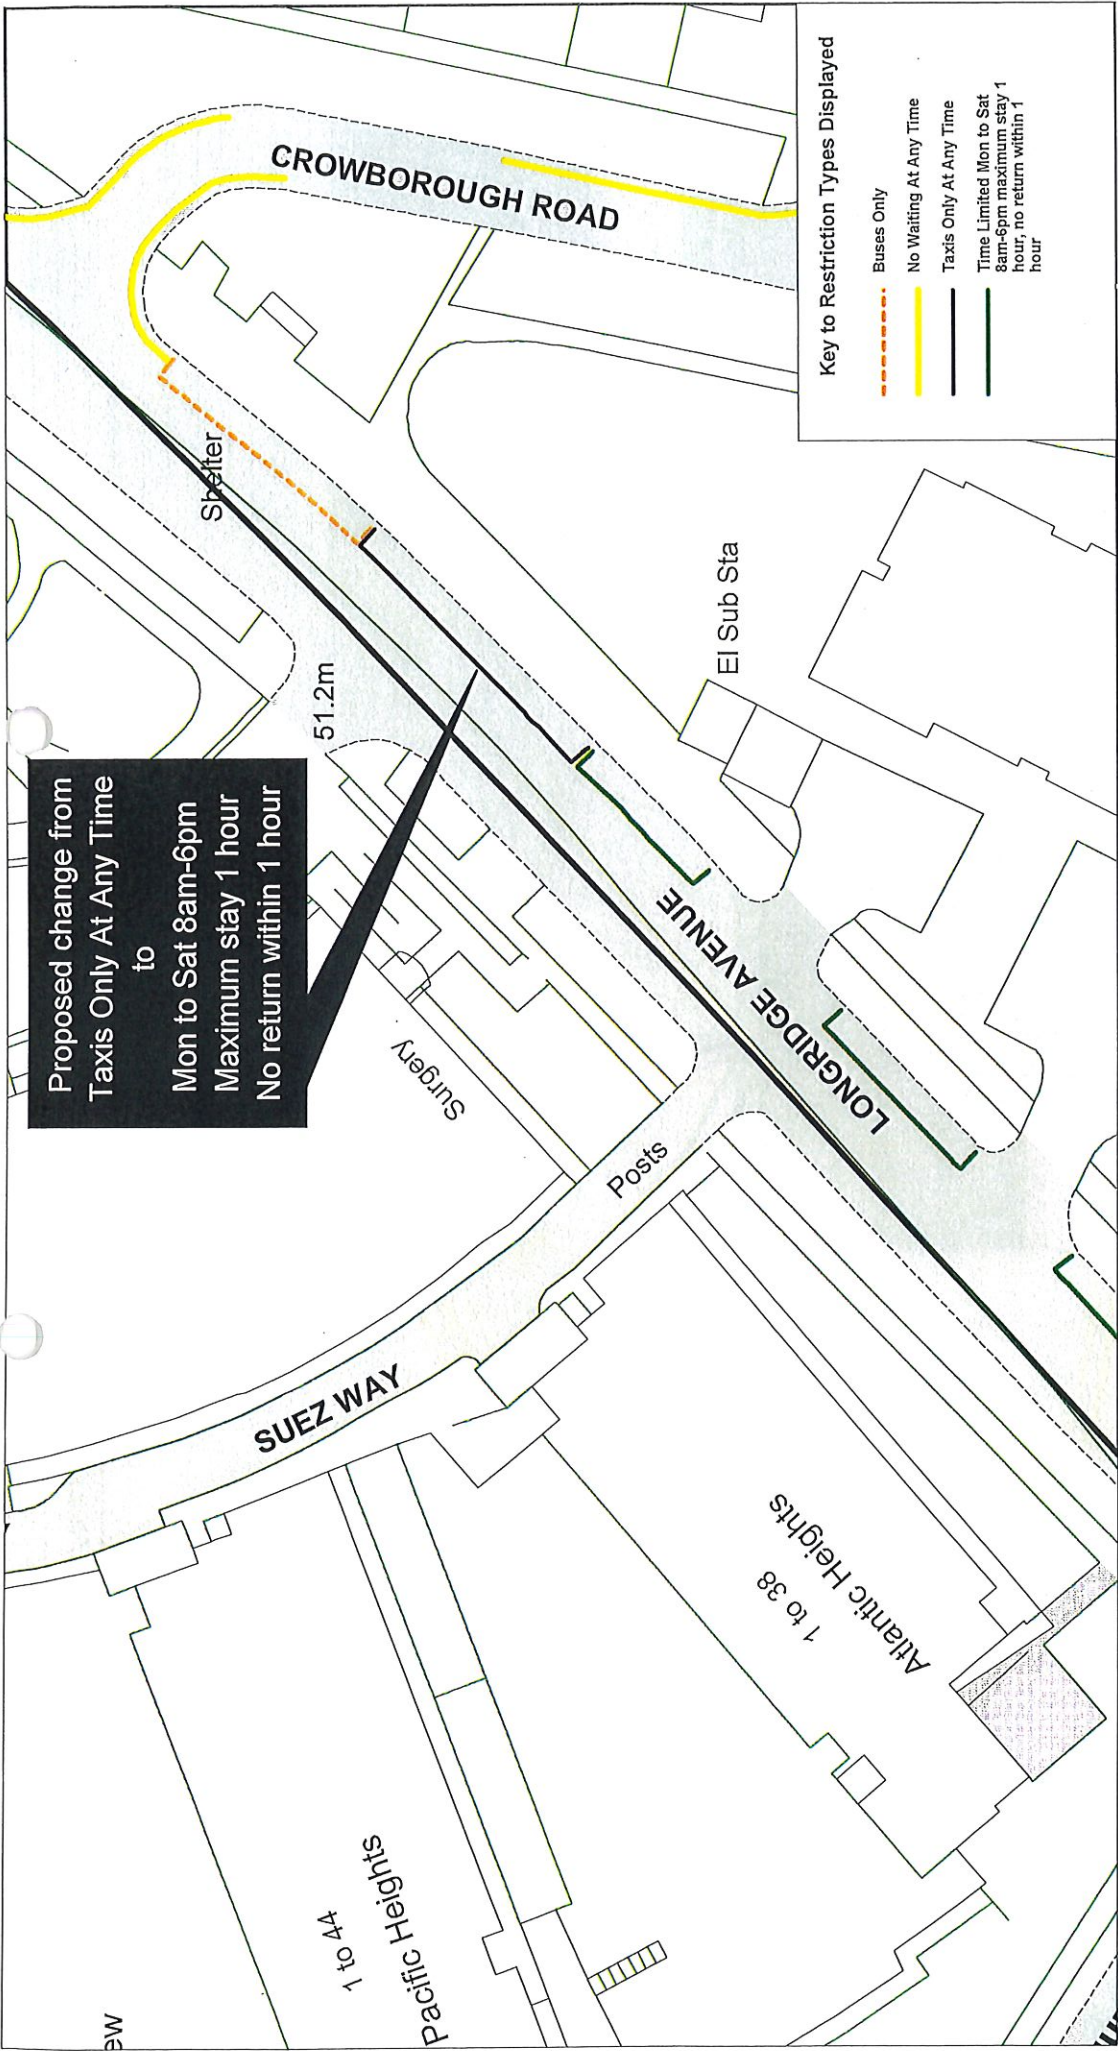 Proposed change from
Taxis Only At Any Time
to
Mon to Sat 8am-6pm
Maximum stay 1 hour
No return within 1 hour
CROWBOROUGH ROAD
Shelter
51.2m
El Sub Sta
Surgery
LONGRIDGE AVENUE
Posts
SUEZ WAY
1 to 38
Atlantic Heights
1 to 44
Pacific Heights
ew
Key to Restriction Types Displayed
Buses Only
No Waiting At Any Time
Taxis Only At Any Time
Time Limited Mon to Sat
8am-6pm maximum stay 1
hour, no return within 1
hour